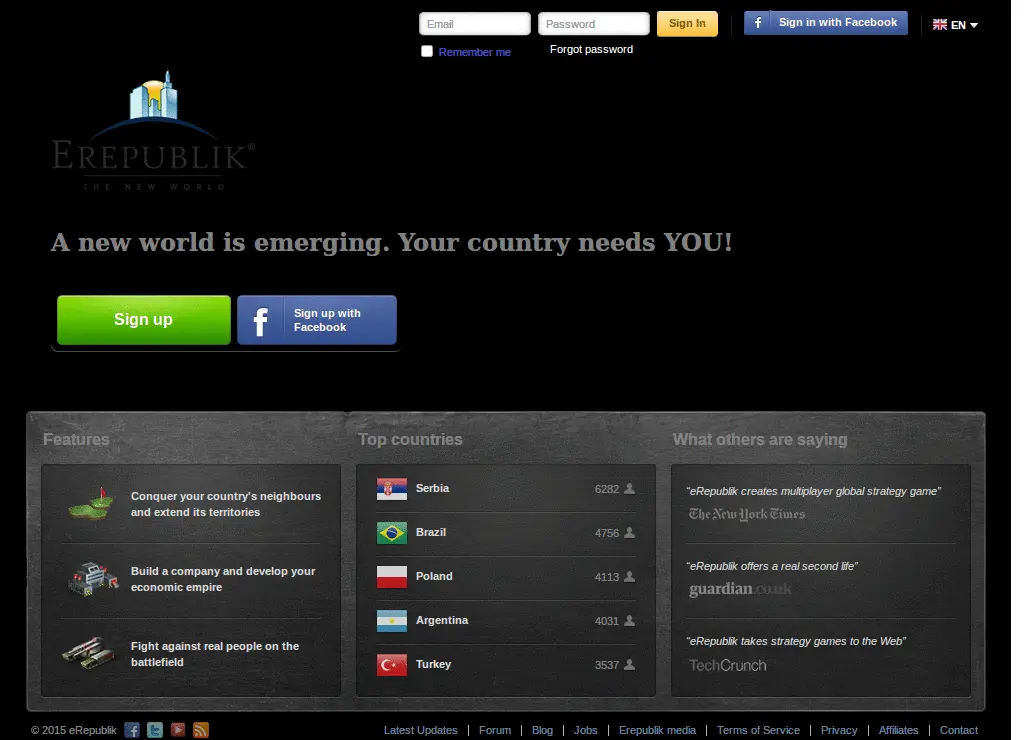 Email Password Sign In Sign in with Facebook EN
Remember me Forgot password
EREPUBLIK®
THE NEW WORLD
A new world is emerging. Your country needs YOU!
Sign up
Sign up with
Facebook
Features
Conquer your country's neighbours
and extend its territories
Build a company and develop your
economic empire
Fight against real people on the
battlefield
Top countries
Serbia 6282
Brazil 4756
Poland 4113
Argentina 4031
Turkey 3537
What others are saying
“eRepublik creates multiplayer global strategy game”
The New York Times
“eRepublik offers a real second life”
guardian.co.uk
“eRepublik takes strategy games to the Web”
TechCrunch
© 2015 eRepublik Latest Updates | Forum | Blog | Jobs | Erepublik media | Terms of Service | Privacy | Affiliates | Contact